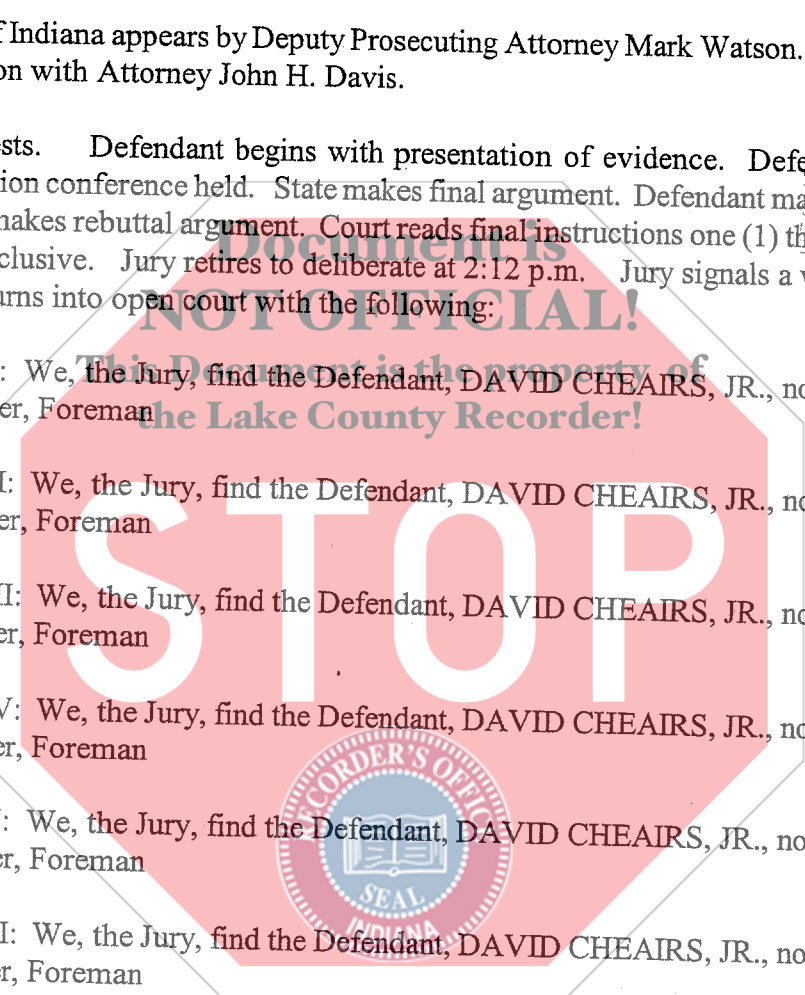 f Indiana appears by Deputy Prosecuting Attorney Mark Watson.
on with Attorney John H. Davis.
sts. Defendant begins with presentation of evidence. Defe
ion conference held. State makes final argument. Defendant ma
nakes rebuttal argument. Court reads final instructions one (1) th
clusive. Jury retires to deliberate at 2:12 p.m. Jury signals a v
urns into open court with the following:
Document is
NOT OFFICIAL!
This Document is the property of
the Lake County Recorder!
: We, the Jury, find the Defendant, DAVID CHEAIRS, JR., no
er, Foreman
I: We, the Jury, find the Defendant, DAVID CHEAIRS, JR., no
er, Foreman
I: We, the Jury, find the Defendant, DAVID CHEAIRS, JR., no
er, Foreman
V: We, the Jury, find the Defendant, DAVID CHEAIRS, JR., no
er, Foreman
: We, the Jury, find the Defendant, DAVID CHEAIRS, JR., no
er, Foreman
I: We, the Jury, find the Defendant, DAVID CHEAIRS, JR., no
r, Foreman
STOP
RECORDER'S OFFIC
SEAL
INDIANA